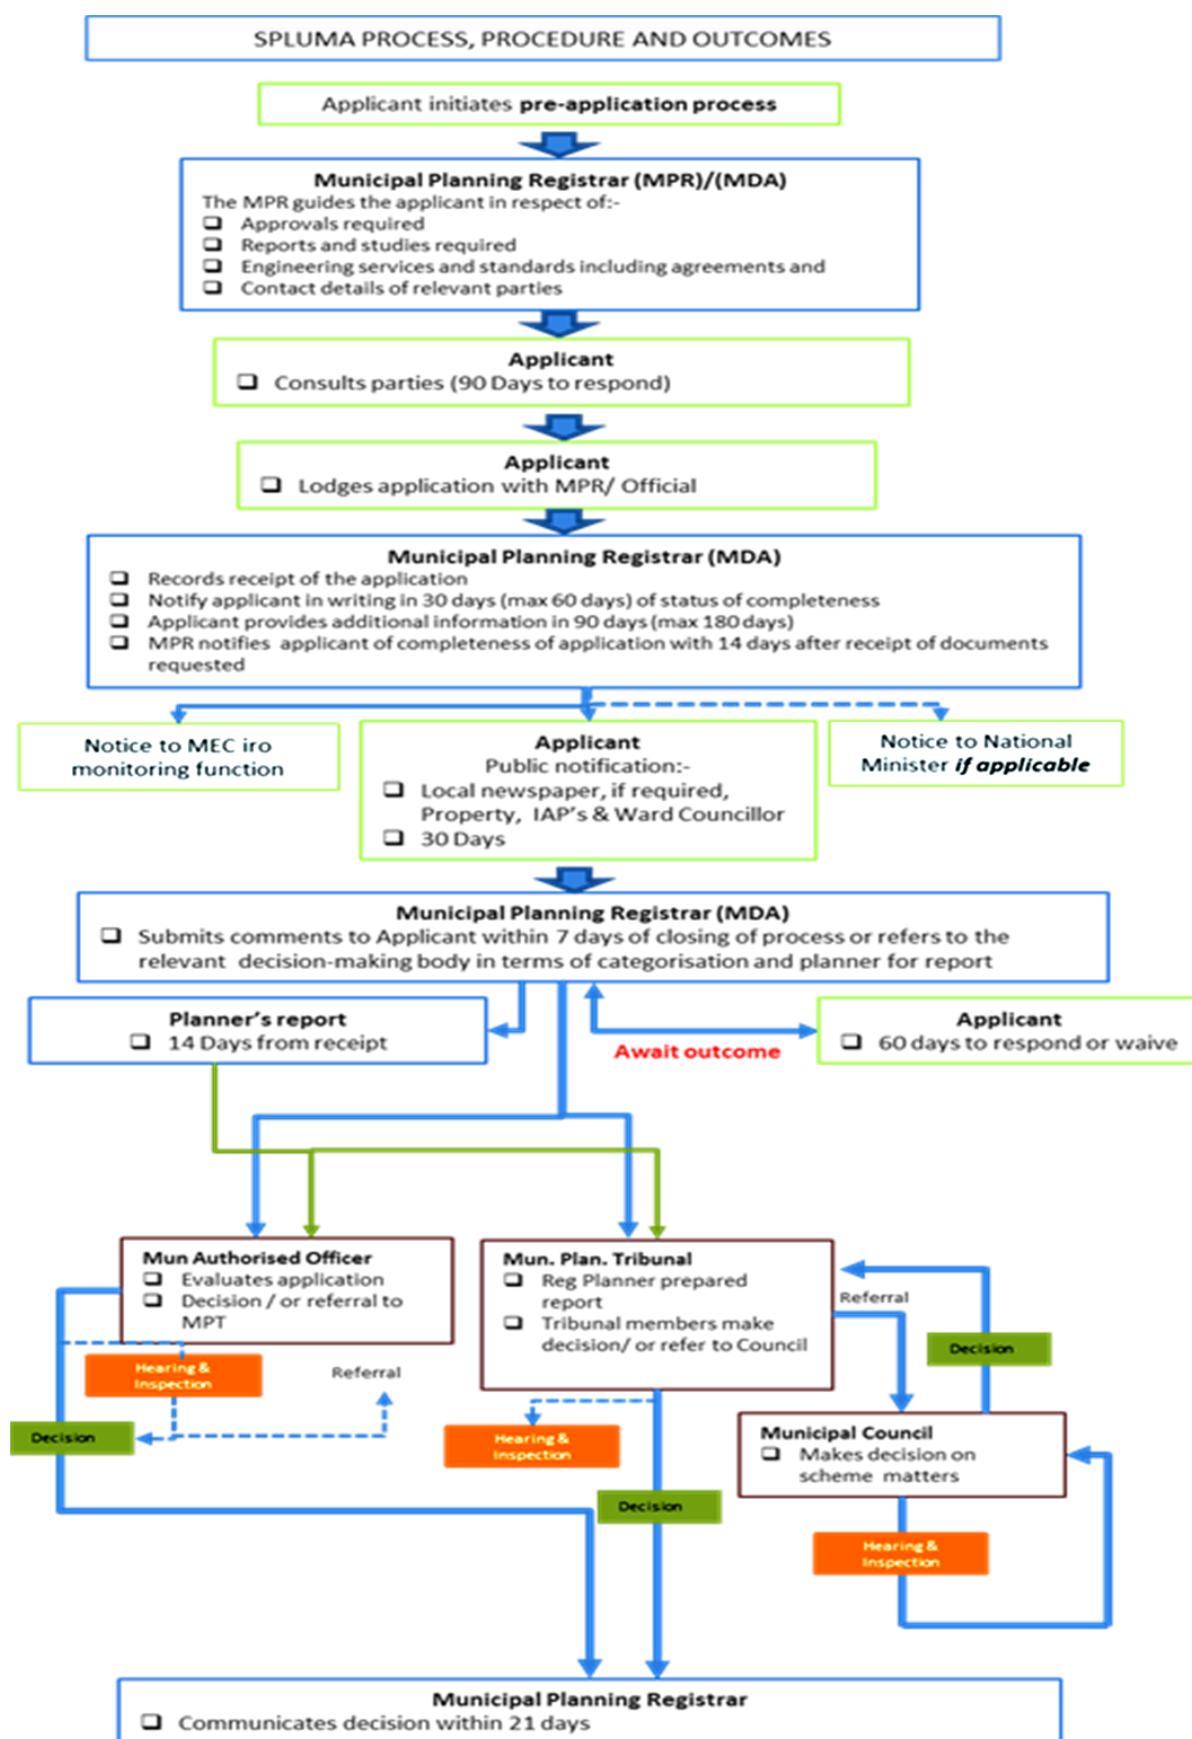 SPLUMA PROCESS, PROCEDURE AND OUTCOMES
Applicant initiates pre-application process
Municipal Planning Registrar (MPR)/(MDA)
The MPR guides the applicant in respect of:-
Approvals required
Reports and studies required
Engineering services and standards including agreements and
Contact details of relevant parties
Applicant
Consults parties (90 Days to respond)
Applicant
Lodges application with MPR/ Official
Municipal Planning Registrar (MDA)
Records receipt of the application
Notify applicant in writing in 30 days (max 60 days) of status of completeness
Applicant provides additional information in 90 days (max 180 days)
MPR notifies applicant of completeness of application with 14 days after receipt of documents
requested
Notice to MEC iro
monitoring function
Applicant
Public notification:-
Local newspaper, if required,
Property, IAP's & Ward Councillor
30 Days
Notice to National
Minister if applicable
Municipal Planning Registrar (MDA)
Submits comments to Applicant within 7 days of closing of process or refers to the
relevant decision-making body in terms of categorisation and planner for report
Planner's report
14 Days from receipt
Await outcome
Applicant
60 days to respond or waive
Mun Authorised Officer
Evaluates application
Decision / or referral to
MPT
Hearing &
Inspection
Referral
Decision
Mun. Plan. Tribunal
Reg Planner prepared
report
Tribunal members make
decision/ or refer to Council
Hearing &
Inspection
Decision
Referral
Decision
Municipal Council
Makes decision on
scheme matters
Hearing &
Inspection
Municipal Planning Registrar
Communicates decision within 21 days